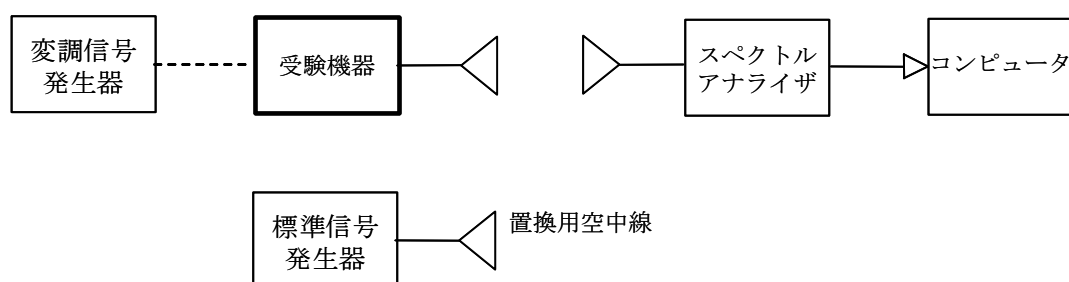 変調信号
発生器
受験機器
スペクトル
アナライザ
コンピュータ
標準信号
発生器
置換用空中線